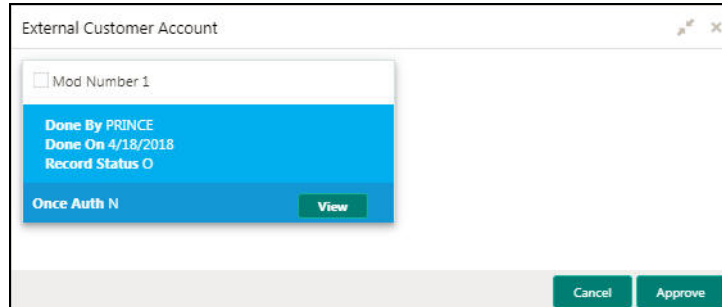 External Customer Account
Mod Number 1
Done By PRINCE
Done On 4/18/2018
Record Status O
Once Auth N
View
Cancel
Approve